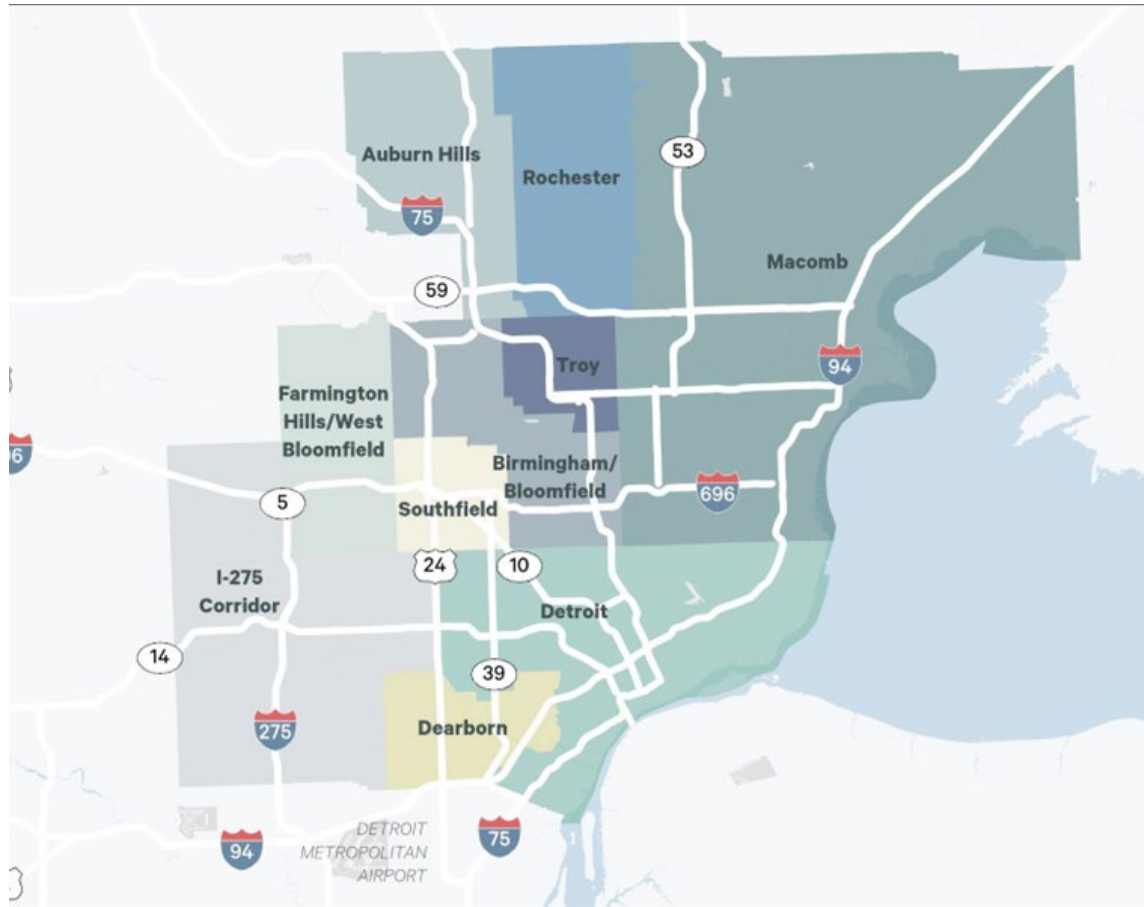 53
Auburn Hills
Rochester
75
Macomb
59
94
Troy
Farmington
Hills/West
Bloomfield
Birmingham/
Bloomfield
696
5
Southfield
24
10
I-275
Corridor
Detroit
14
39
275
Dearborn
94
DETROIT
METROPOLITAN
AIRPORT
75